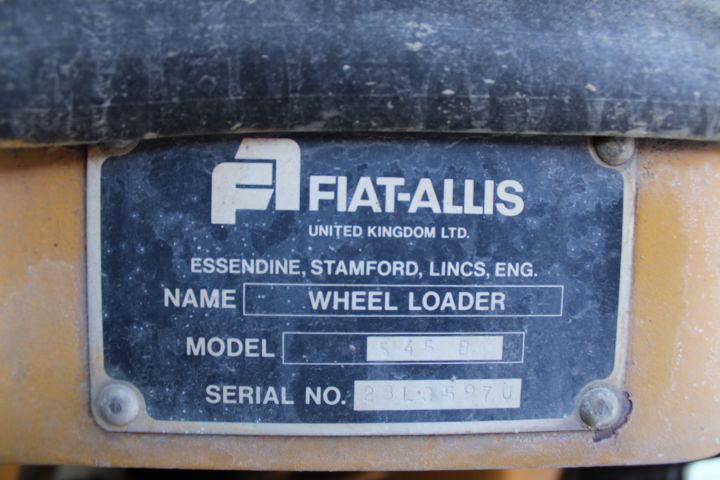 FIAT-ALLIS
UNITED KINGDOM LTD.
ESSENDINE, STAMFORD, LINCS, ENG.
NAME WHEEL LOADER
MODEL 545 B
SERIAL NO.